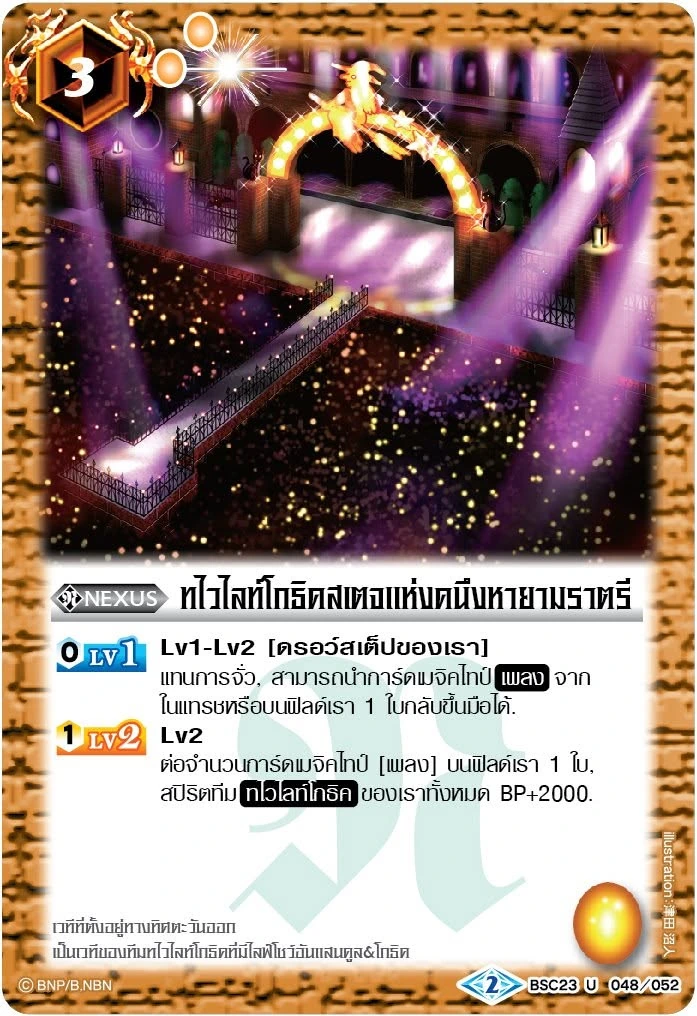 3
NEXUS ทไวไลท์โกธิคสเตจแห่งคนึงหายามราตรี
0 LV1
Lv1-Lv2 [ดรอว์สเต็ปของเรา]
แทนการจั่ว, สามารถนำการ์ดเมจิคไทป์ เพลง จาก
ในแทรชหรือบนฟิลด์เรา 1 ใบกลับขึ้นมือได้.
1 LV2
Lv2
ต่อจำนวนการ์ดเมจิคไทป์ [เพลง] บนฟิลด์เรา 1 ใบ,
สปิริตทีม ทไวไลท์โกธิค ของเราทั้งหมด BP+2000.
เวทีที่ตั้งอยู่ทางทิศตะวันออก
เป็นเวทีของทีมทไวไลท์โกธิคที่มีไลฟ์โชว์อันแสนคูล&โกธิค
illustration:津田沼人
© BNP/B.NBN
2 BSC23 U 048/052